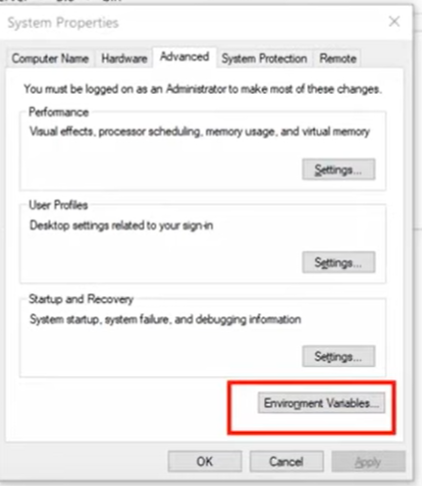 System Properties
Computer Name Hardware Advanced System Protection Remote
You must be logged on as an Administrator to make most of these changes.
Performance
Visual effects, processor scheduling, memory usage, and virtual memory
Settings...
User Profiles
Desktop settings related to your sign-in
Settings...
Startup and Recovery
System startup, system failure, and debugging information
Settings...
Environment Variables...
OK Cancel Apply